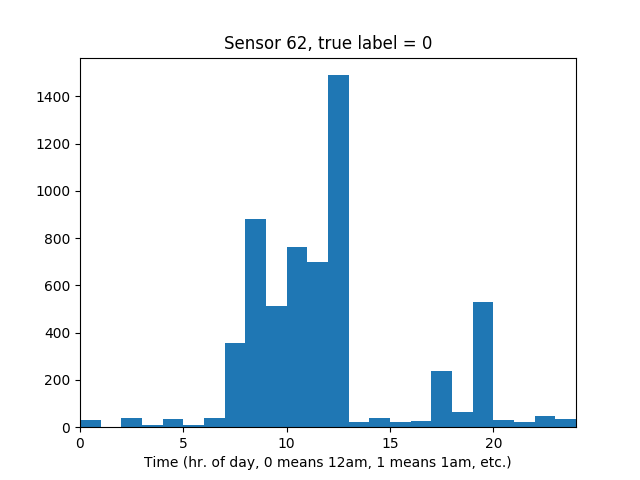 Sensor 62, true label = 0
1400
1200
1000
800
600
400
200
0
0 5 10 15 20
Time (hr. of day, 0 means 12am, 1 means 1am, etc.)